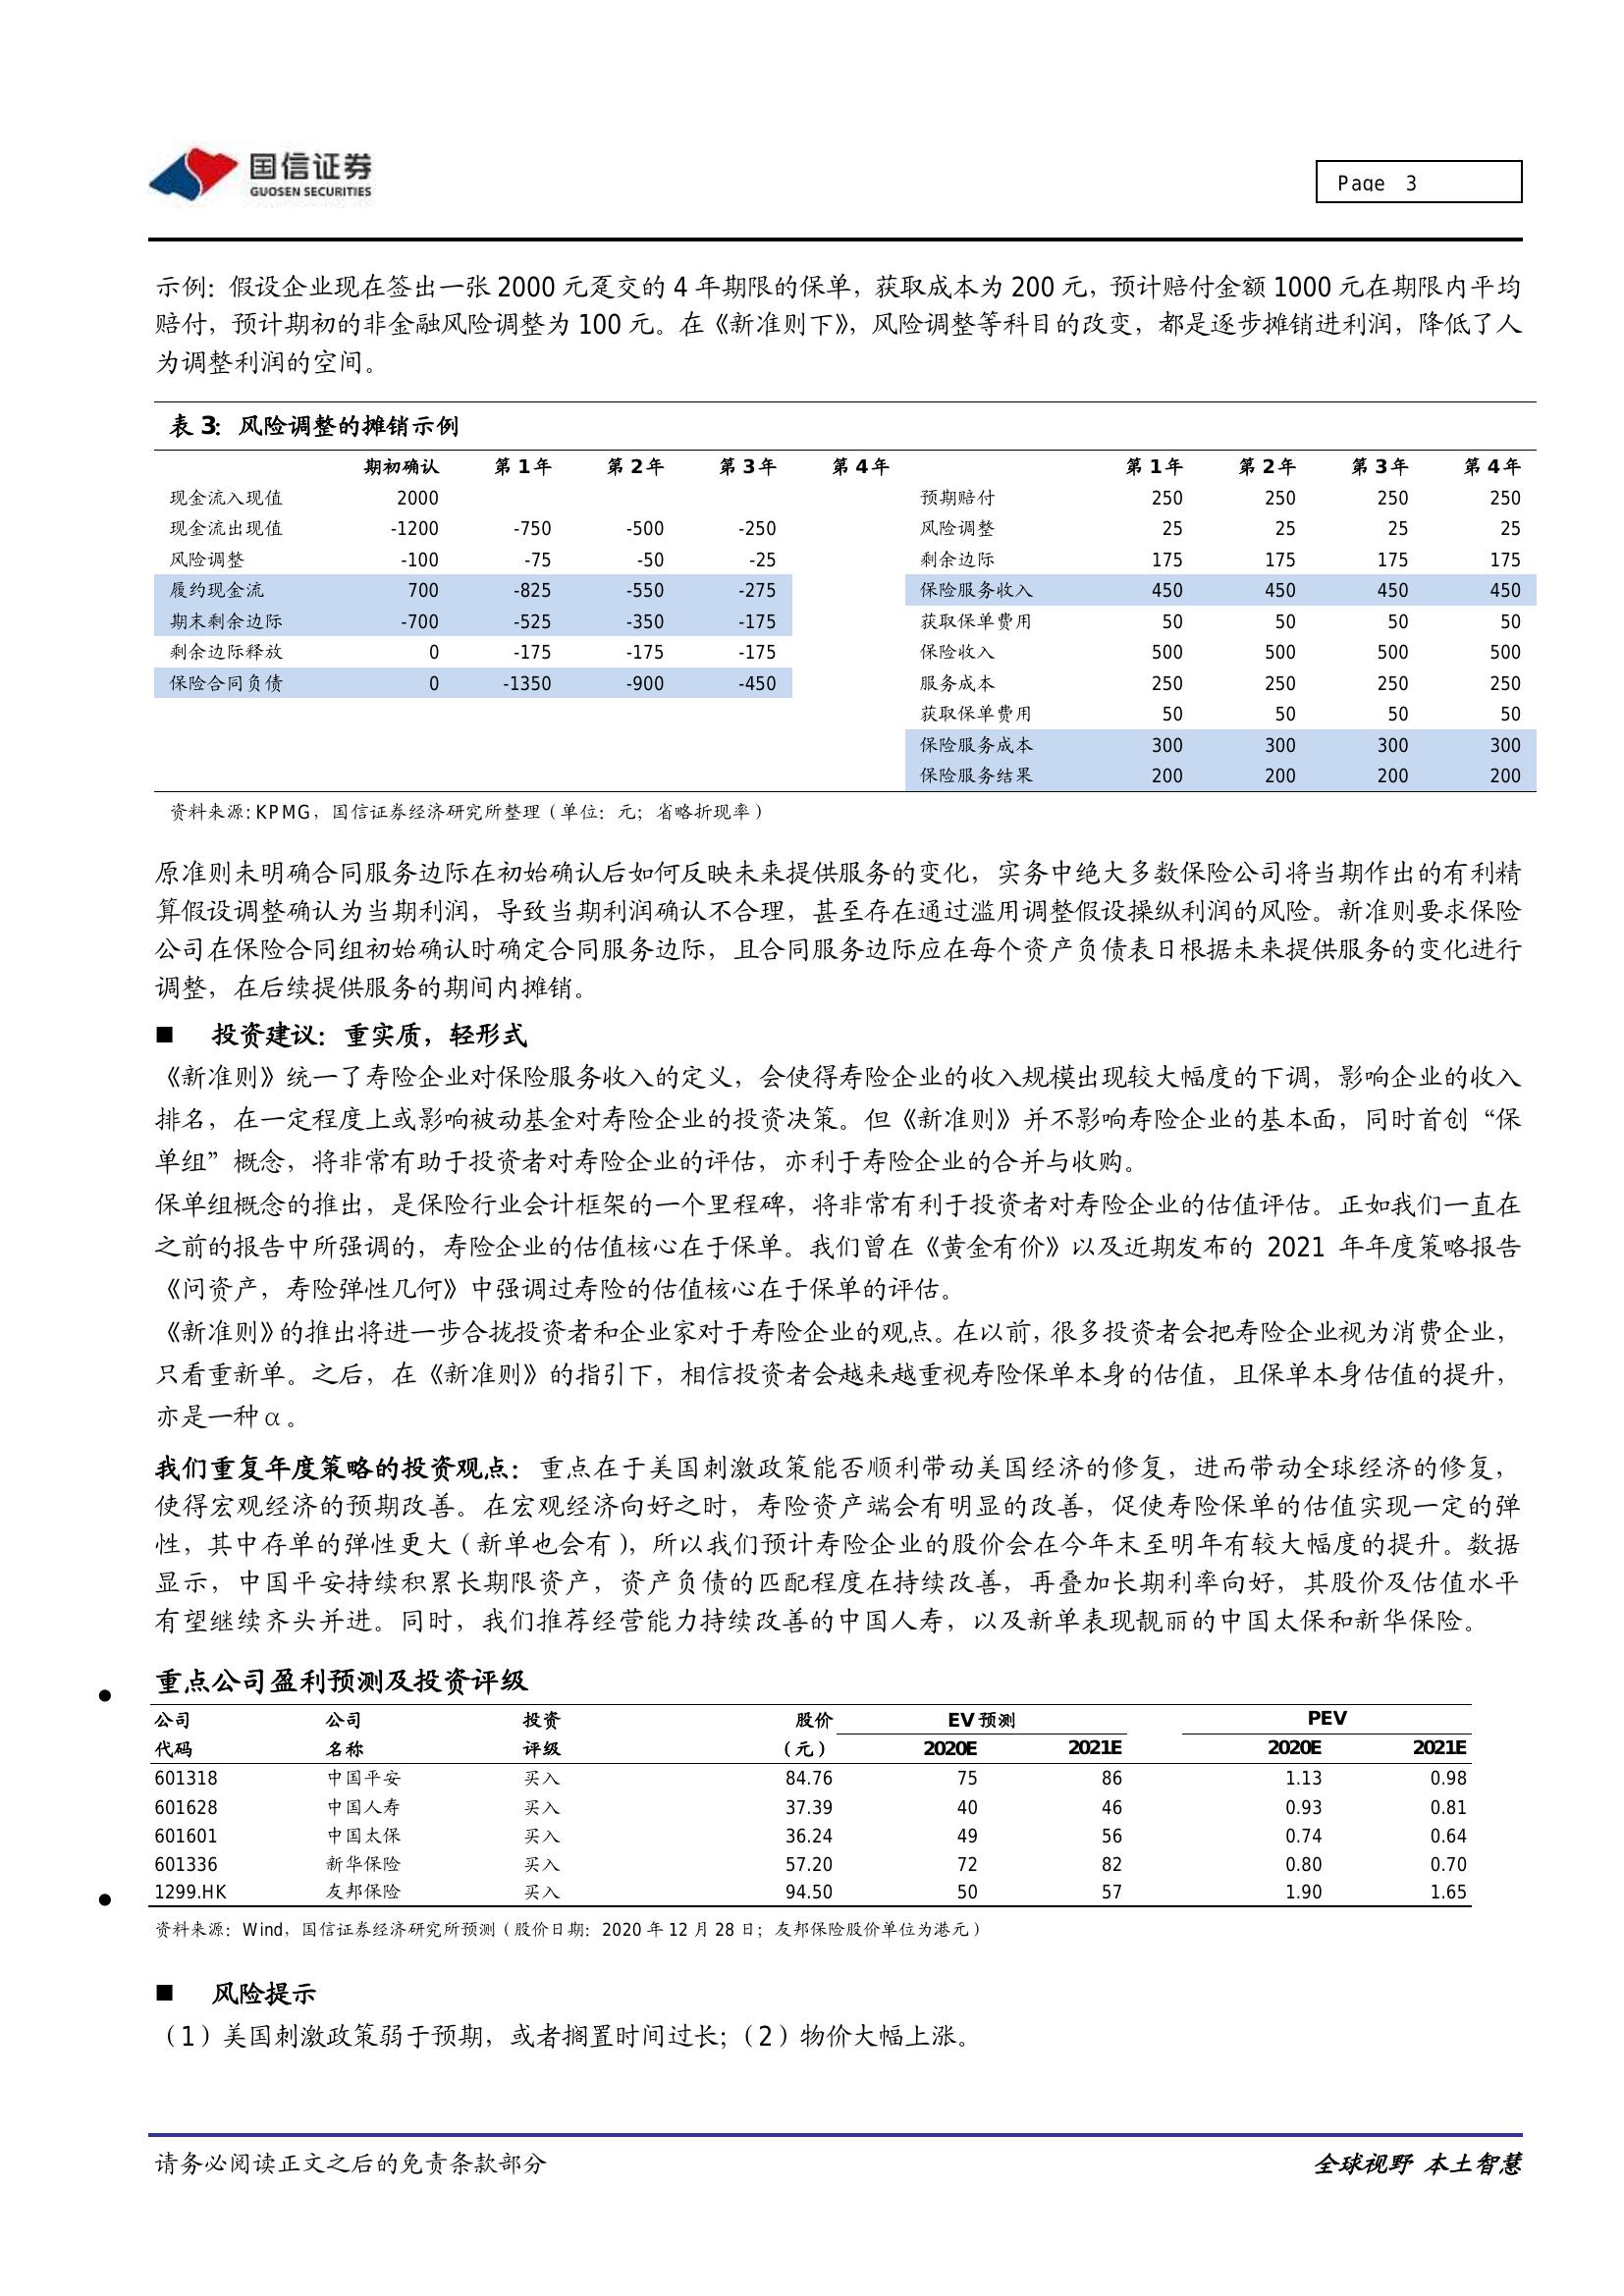 国信证券
GUOSEN SECURITIES
Page 3
示例：假设企业现在签出一张 2000 元趸交的 4 年期限的保单，获取成本为 200 元，预计赔付金额 1000 元在期限内平均
赔付，预计期初的非金融风险调整为 100 元。在《新准则下》，风险调整等科目的改变，都是逐步摊销进利润，降低了人
为调整利润的空间。
表 3：风险调整的摊销示例
期初确认 第 1 年 第 2 年 第 3 年 第 4 年 第 1 年 第 2 年 第 3 年 第 4 年
现金流入现值 2000 预期赔付 250 250 250 250
现金流出现值 -1200 -750 -500 -250 风险调整 25 25 25 25
风险调整 -100 -75 -50 -25 剩余边际 175 175 175 175
履约现金流 700 -825 -550 -275 保险服务收入 450 450 450 450
期末剩余边际 -700 -525 -350 -175 获取保单费用 50 50 50 50
剩余边际释放 0 -175 -175 -175 保险收入 500 500 500 500
保险合同负债 0 -1350 -900 -450 服务成本 250 250 250 250
获取保单费用 50 50 50 50
保险服务成本 300 300 300 300
保险服务结果 200 200 200 200
资料来源: KPMG，国信证券经济研究所整理（单位：元；省略折现率）
原准则未明确合同服务边际在初始确认后如何反映未来提供服务的变化，实务中绝大多数保险公司将当期作出的有利精
算假设调整确认为当期利润，导致当期利润确认不合理，甚至存在通过滥用调整假设操纵利润的风险。新准则要求保险
公司在保险合同组初始确认时确定合同服务边际，且合同服务边际应在每个资产负债表日根据未来提供服务的变化进行
调整，在后续提供服务的期间内摊销。
■ 投资建议：重实质，轻形式
《新准则》统一了寿险企业对保险服务收入的定义，会使得寿险企业的收入规模出现较大幅度的下调，影响企业的收入
排名，在一定程度上或影响被动基金对寿险企业的投资决策。但《新准则》并不影响寿险企业的基本面，同时首创“保
单组”概念，将非常有助于投资者对寿险企业的评估，亦利于寿险企业的合并与收购。
保单组概念的推出，是保险行业会计框架的一个里程碑，将非常有利于投资者对寿险企业的估值评估。正如我们一直在
之前的报告中所强调的，寿险企业的估值核心在于保单。我们曾在《黄金有价》以及近期发布的 2021 年年度策略报告
《问资产，寿险弹性几何》中强调过寿险的估值核心在于保单的评估。
《新准则》的推出将进一步合拢投资者和企业家对于寿险企业的观点。在以前，很多投资者会把寿险企业视为消费企业，
只看重新单。之后，在《新准则》的指引下，相信投资者会越来越重视寿险保单本身的估值，且保单本身估值的提升，
亦是一种 α 。
我们重复年度策略的投资观点：重点在于美国刺激政策能否顺利带动美国经济的修复，进而带动全球经济的修复，
使得宏观经济的预期改善。在宏观经济向好之时，寿险资产端会有明显的改善，促使寿险保单的估值实现一定的弹
性，其中存单的弹性更大（新单也会有），所以我们预计寿险企业的股价会在今年末至明年有较大幅度的提升。数据
显示，中国平安持续积累长期限资产，资产负债的匹配程度在持续改善，再叠加长期利率向好，其股价及估值水平
有望继续齐头并进。同时，我们推荐经营能力持续改善的中国人寿，以及新单表现靓丽的中国太保和新华保险。
● 重点公司盈利预测及投资评级
公司 公司 投资 股价 EV 预测 PEV
代码 名称 评级 （元） 2020E 2021E 2020E 2021E
601318 中国平安 买入 84.76 75 86 1.13 0.98
601628 中国人寿 买入 37.39 40 46 0.93 0.81
601601 中国太保 买入 36.24 49 56 0.74 0.64
601336 新华保险 买入 57.20 72 82 0.80 0.70
● 1299.HK 友邦保险 买入 94.50 50 57 1.90 1.65
资料来源：Wind，国信证券经济研究所预测（股价日期：2020 年 12 月 28 日；友邦保险股价单位为港元）
■ 风险提示
（1）美国刺激政策弱于预期，或者搁置时间过长；（2）物价大幅上涨。
请务必阅读正文之后的免责条款部分 全球视野 本土智慧